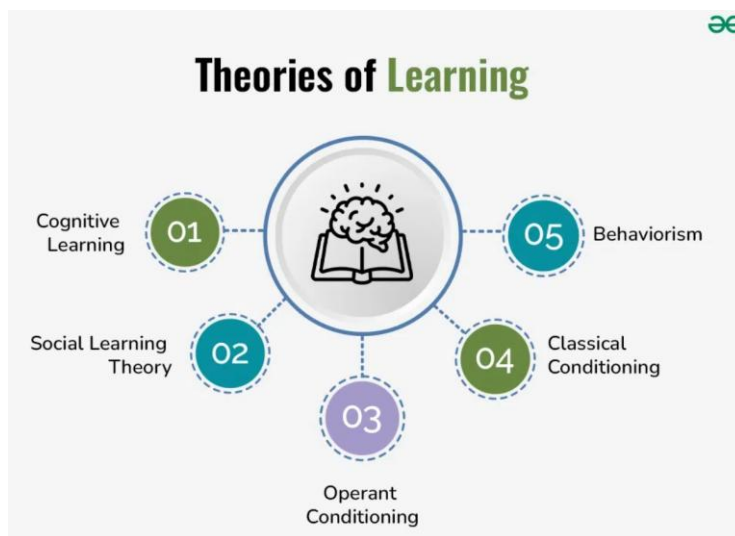 Theories of Learning
01
Cognitive
Learning
02
Social Learning
Theory
03
Operant
Conditioning
04
Classical
Conditioning
05
Behaviorism